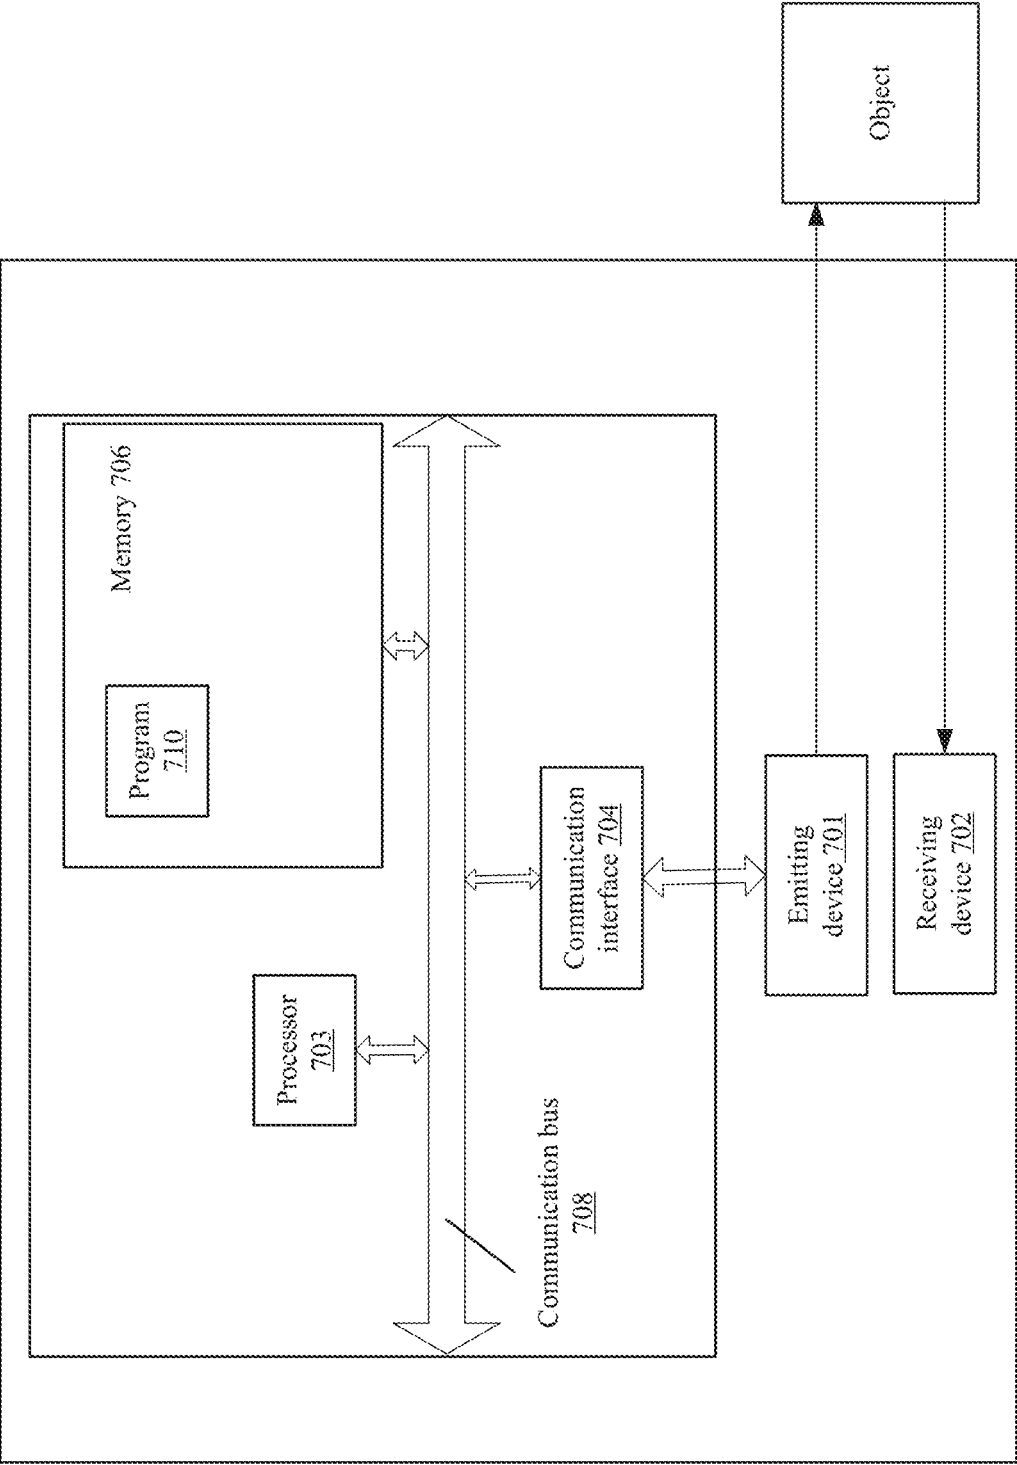 Processor
703
Program
710
Memory 706
Communication bus
708
Communication
interface 704
Emitting
device 701
Receiving
device 702
Object